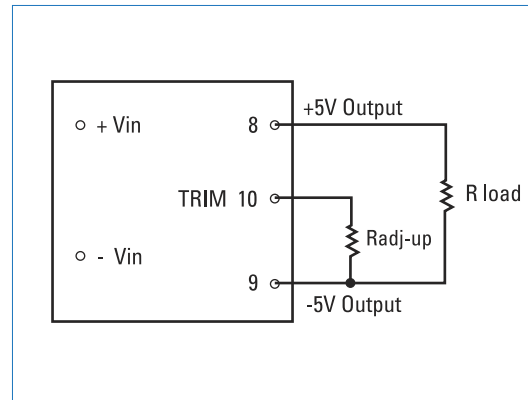 +5V Output
+ Vin
8
TRIM 10
R load
Radj-up
- Vin
9
-5V Output